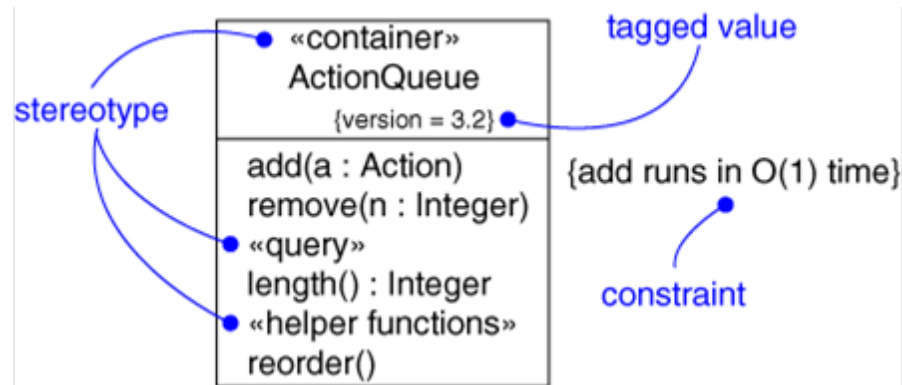 «container»
ActionQueue
{version = 3.2}
tagged value
stereotype
add(a : Action)
remove(n : Integer)
«query»
length() : Integer
«helper functions»
reorder()
{add runs in O(1) time}
constraint